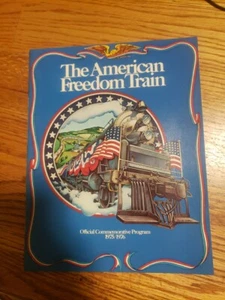 The American
Freedom Train
Official Commemorative Program
1975-1976